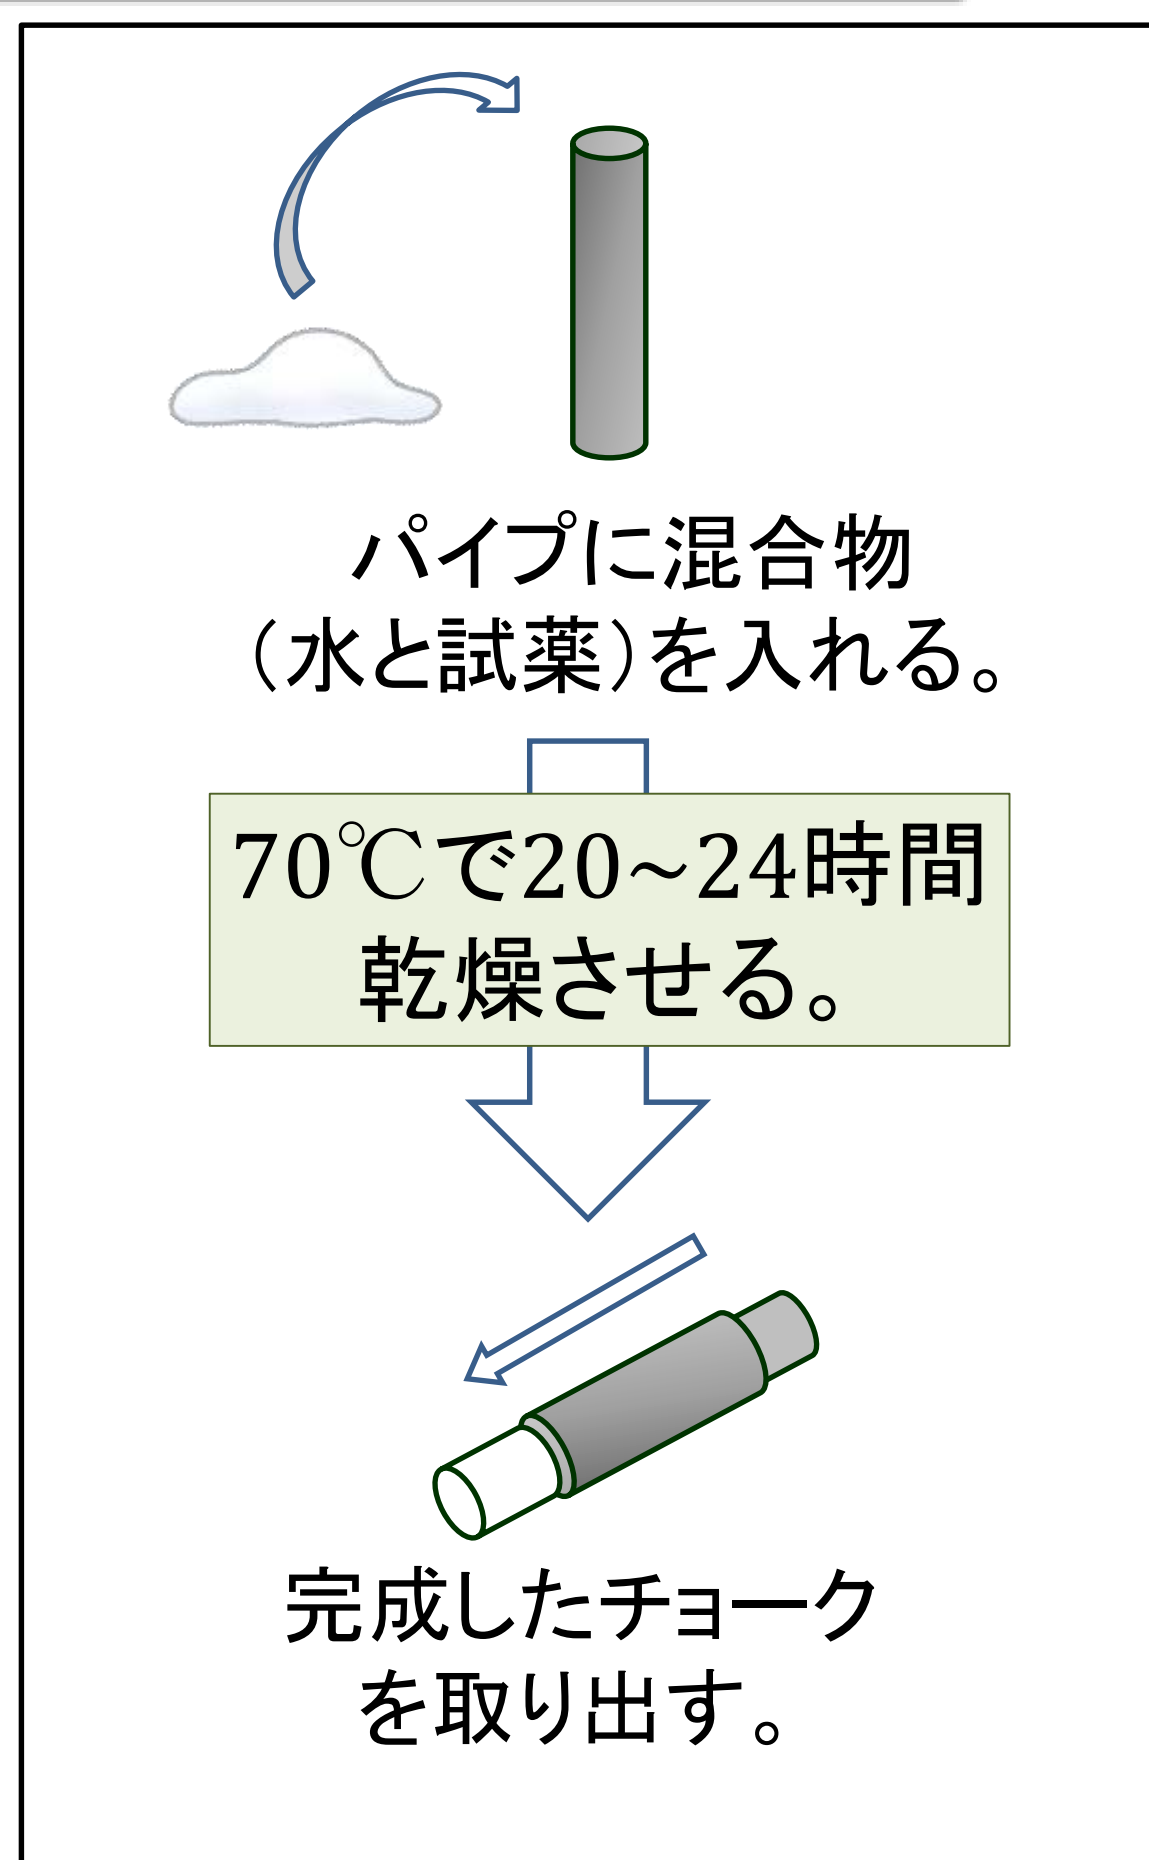 パイプに混合物
（水と試薬）を入れる。
70℃で20~24時間
乾燥させる。
完成したチョーク
を取り出す。